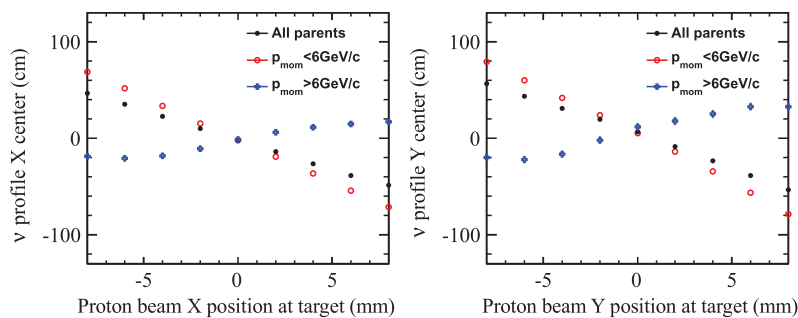 100
0
-100
-5
0
5
ν profile X center (cm)
Proton beam X position at target (mm)
All parents
p_mom <6GeV/c
p_mom >6GeV/c
100
0
-100
-5
0
5
ν profile Y center (cm)
Proton beam Y position at target (mm)
All parents
p_mom <6GeV/c
p_mom >6GeV/c